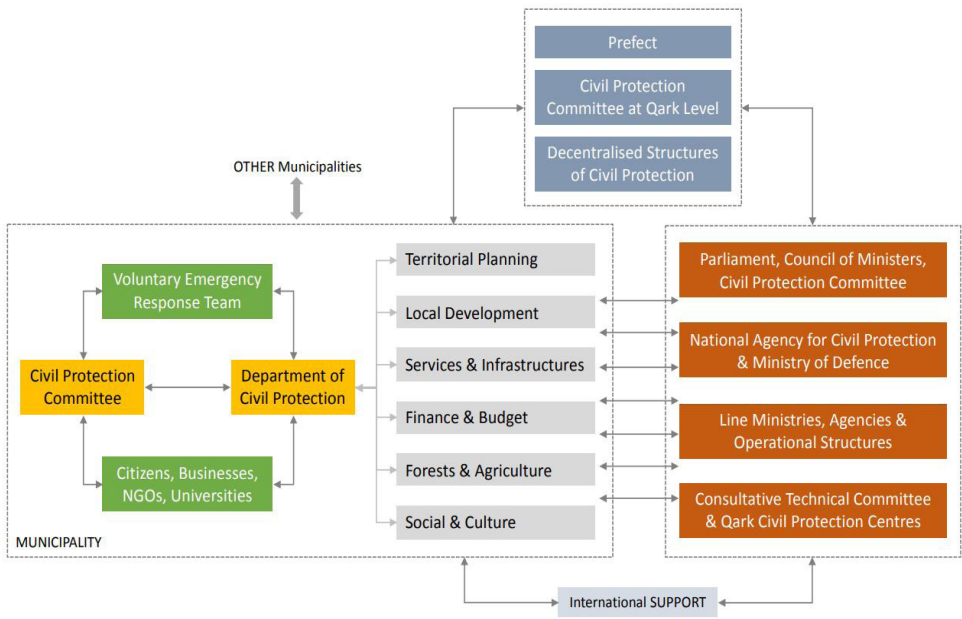 Prefect
Civil Protection
Committee at Qark Level
Decentralised Structures
of Civil Protection
OTHER Municipalities
Voluntary Emergency
Response Team
Civil Protection
Committee
Department of
Civil Protection
Citizens, Businesses,
NGOs, Universities
MUNICIPALITY
Territorial Planning
Local Development
Services & Infrastructures
Finance & Budget
Forests & Agriculture
Social & Culture
Parliament, Council of Ministers,
Civil Protection Committee
National Agency for Civil Protection
& Ministry of Defence
Line Ministries, Agencies &
Operational Structures
Consultative Technical Committee
& Qark Civil Protection Centres
International SUPPORT